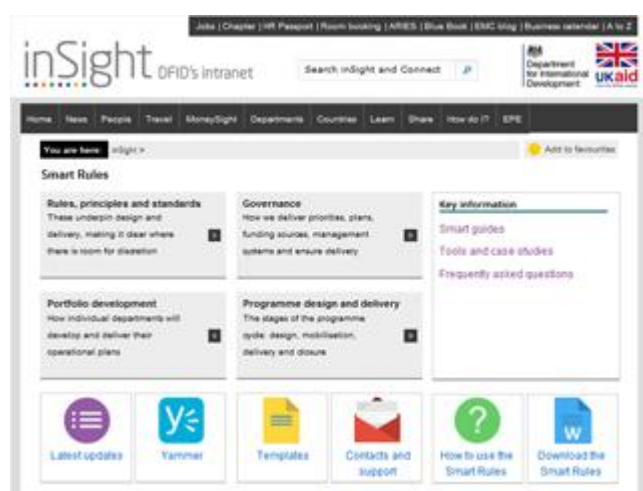 Jobs | Chapter | HR Passport | Room booking | ARIES | Blue Book | EMC blog | Business calendar | A to Z
inSight DFID's intranet
Search inSight and Connect
Department for International Development
UKaid
Home News People Travel MoneySight Departments Countries Learn Share How do I? EPE
You are here: inSight >
Add to favourites
Smart Rules
Rules, principles and standards
These underpin design and
delivery, making it clear where
there is room for discretion
Governance
How we deliver priorities, plans,
funding sources, management
systems and ensure delivery
Key information
Smart guides
Tools and case studies
Frequently asked questions
Portfolio development
How individual departments will
develop and deliver their
operational plans
Programme design and delivery
The stages of the programme
cycle: design, mobilisation,
delivery and closure
Latest updates
Yammer
Templates
Contacts and
support
How to use the
Smart Rules
W
Download the
Smart Rules